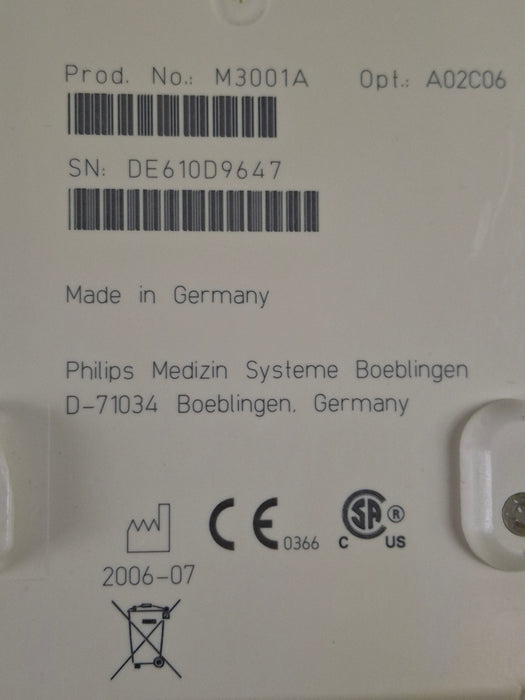 Prod. No.: M3001A Opt.: A02C06
SN: DE610D9647
Made in Germany
Philips Medizin Systeme Boeblingen
D-71034 Boeblingen, Germany
CE 0366
SA ®
C US
2006-07